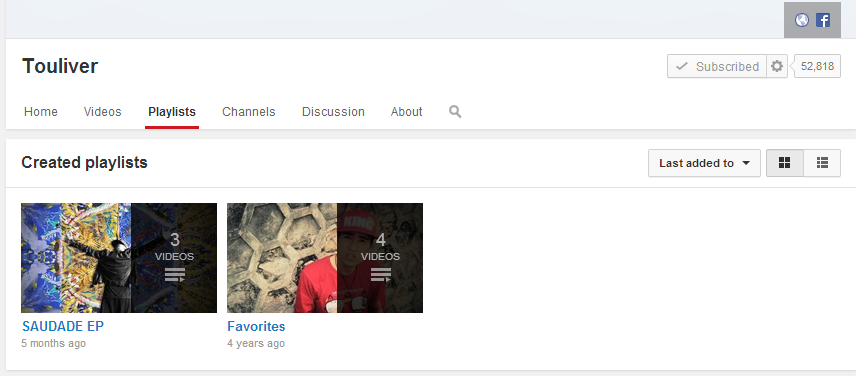 Touliver
Subscribed
52,818
Home Videos Playlists Channels Discussion About
Created playlists
Last added to
3
VIDEOS
4
VIDEOS
KING
SAUDADE EP
5 months ago
Favorites
4 years ago